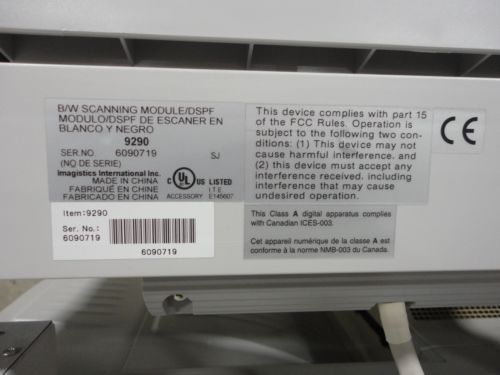 B/W SCANNING MODULE/DSPF
MODULO/DSPF DE ESCANER EN
BLANCO Y NEGRO
9290
SER.NO 6090719 SJ
(NO DE SERIE)
Imagistics International Inc.
MADE IN CHINA
FABRIQUÉ EN CHINE
FABRICADO EN CHINA
C UL US LISTED
I.T.E.
ACCESSORY E145607
This device complies with part 15
of the FCC Rules. Operation is
subject to the following two con-
ditions: (1) This device may not
cause harmful interference, and
(2) this device must accept any
interference received, including
interference that may cause
undesired operation.
CE
Item:9290
Ser. No.:
6090719
6090719
This Class A digital apparatus complies
with Canadian ICES-003.
Cet appareil numérique de la classe A est
conforme à la norme NMB-003 du Canada.